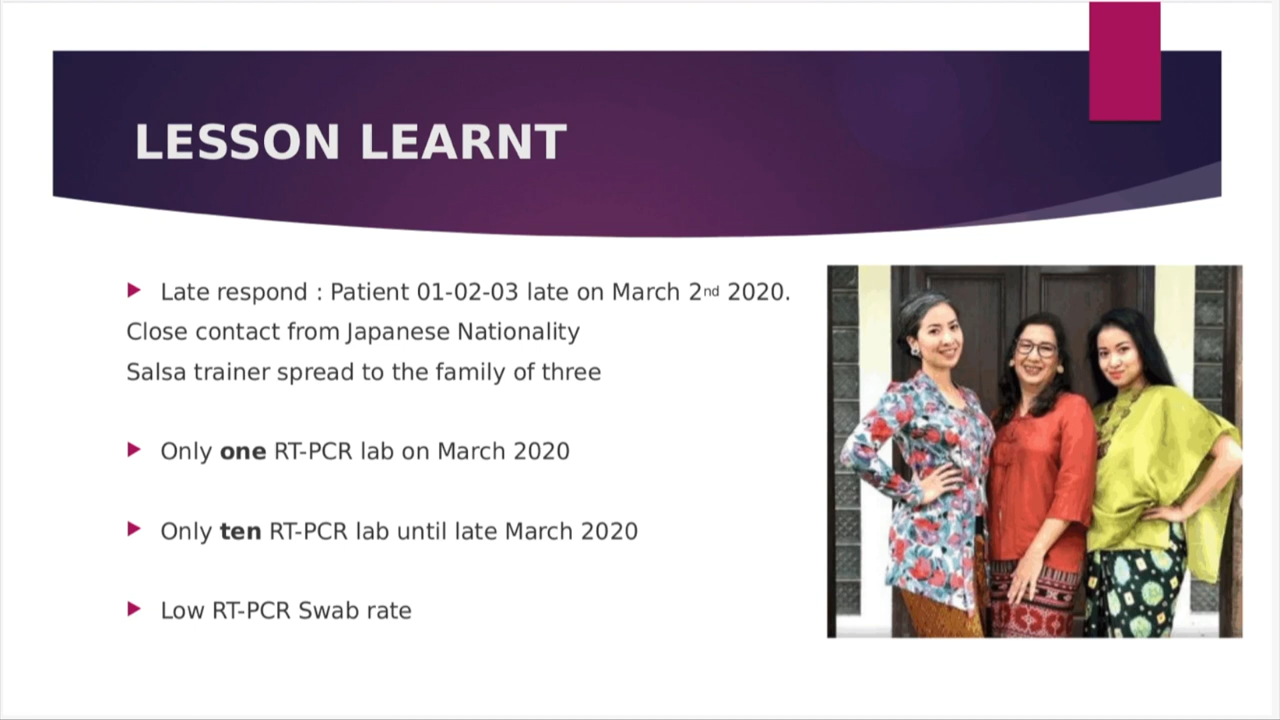 LESSON LEARNT
Late respond : Patient 01-02-03 late on March 2nd 2020.
Close contact from Japanese Nationality
Salsa trainer spread to the family of three
Only one RT-PCR lab on March 2020
Only ten RT-PCR lab until late March 2020
Low RT-PCR Swab rate